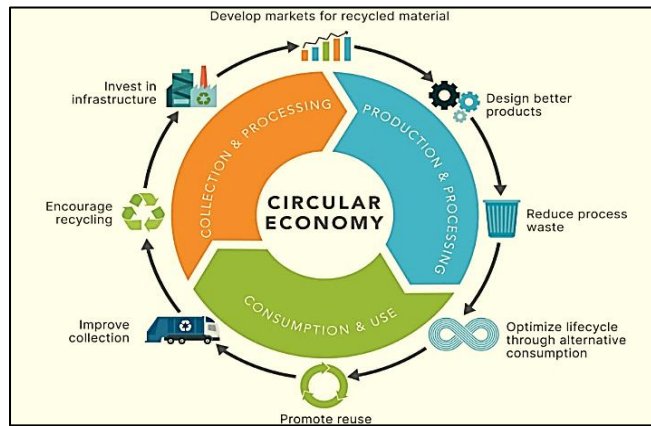 Develop markets for recycled material
Invest in
infrastructure
Design better
products
COLLECTION & PROCESSING
PRODUCTION & PROCESSING
CIRCULAR
ECONOMY
Encourage
recycling
Reduce process
waste
CONSUMPTION & USE
Improve
collection
Optimize lifecycle
through alternative
consumption
Promote reuse